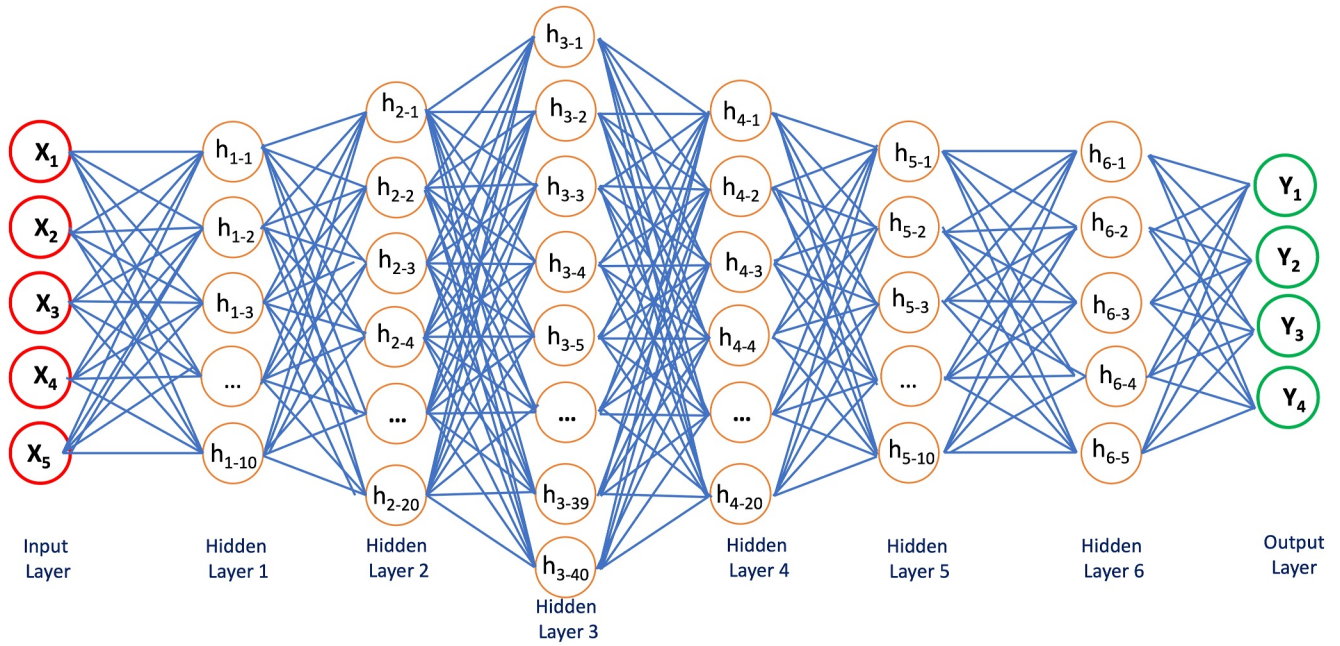 X1
X2
X3
X4
X5
Input
Layer
h1-1
h1-2
h1-3
...
h1-10
Hidden
Layer 1
h2-1
h2-2
h2-3
h2-4
...
h2-20
Hidden
Layer 2
h3-1
h3-2
h3-3
h3-4
h3-5
...
h3-39
h3-40
Hidden
Layer 3
h4-1
h4-2
h4-3
h4-4
...
h4-20
Hidden
Layer 4
h5-1
h5-2
h5-3
...
h5-10
Hidden
Layer 5
h6-1
h6-2
h6-3
h6-4
h6-5
Hidden
Layer 6
Y1
Y2
Y3
Y4
Output
Layer